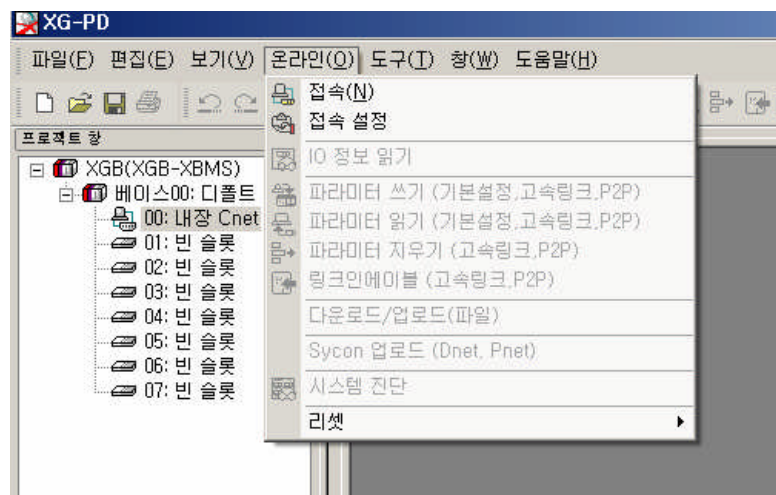 XG-PD
파일(F) 편집(E) 보기(V) 온라인(O) 도구(T) 창(W) 도움말(H)
프로젝트 창
XGB(XGB-XBMS)
베이스00: 디폴트
00: 내장 Cnet
01: 빈 슬롯
02: 빈 슬롯
03: 빈 슬롯
04: 빈 슬롯
05: 빈 슬롯
06: 빈 슬롯
07: 빈 슬롯
접속(N)
접속 설정
IO 정보 읽기
파라미터 쓰기 (기본설정,고속링크,P2P)
파라미터 읽기 (기본설정,고속링크,P2P)
파라미터 지우기 (고속링크,P2P)
링크인에이블 (고속링크,P2P)
다운로드/업로드(파일)
Sycon 업로드 (Dnet, Pnet)
시스템 진단
리셋